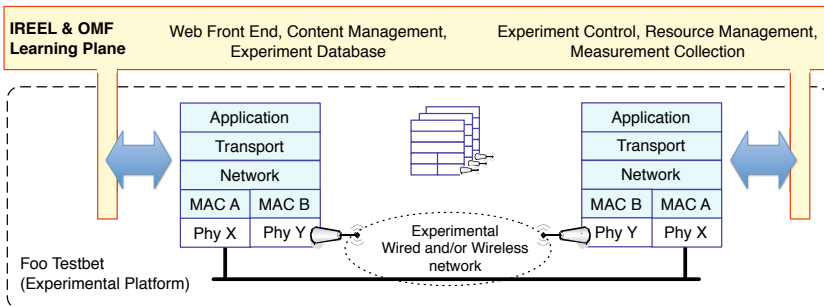 IREEL & OMF
Learning Plane
Web Front End, Content Management,
Experiment Database
Experiment Control, Resource Management,
Measurement Collection
Application
Transport
Network
MAC A
MAC B
Phy X
Phy Y
Experimental
Wired and/or Wireless
network
Application
Transport
Network
MAC B
MAC A
Phy Y
Phy X
Foo Testbet
(Experimental Platform)